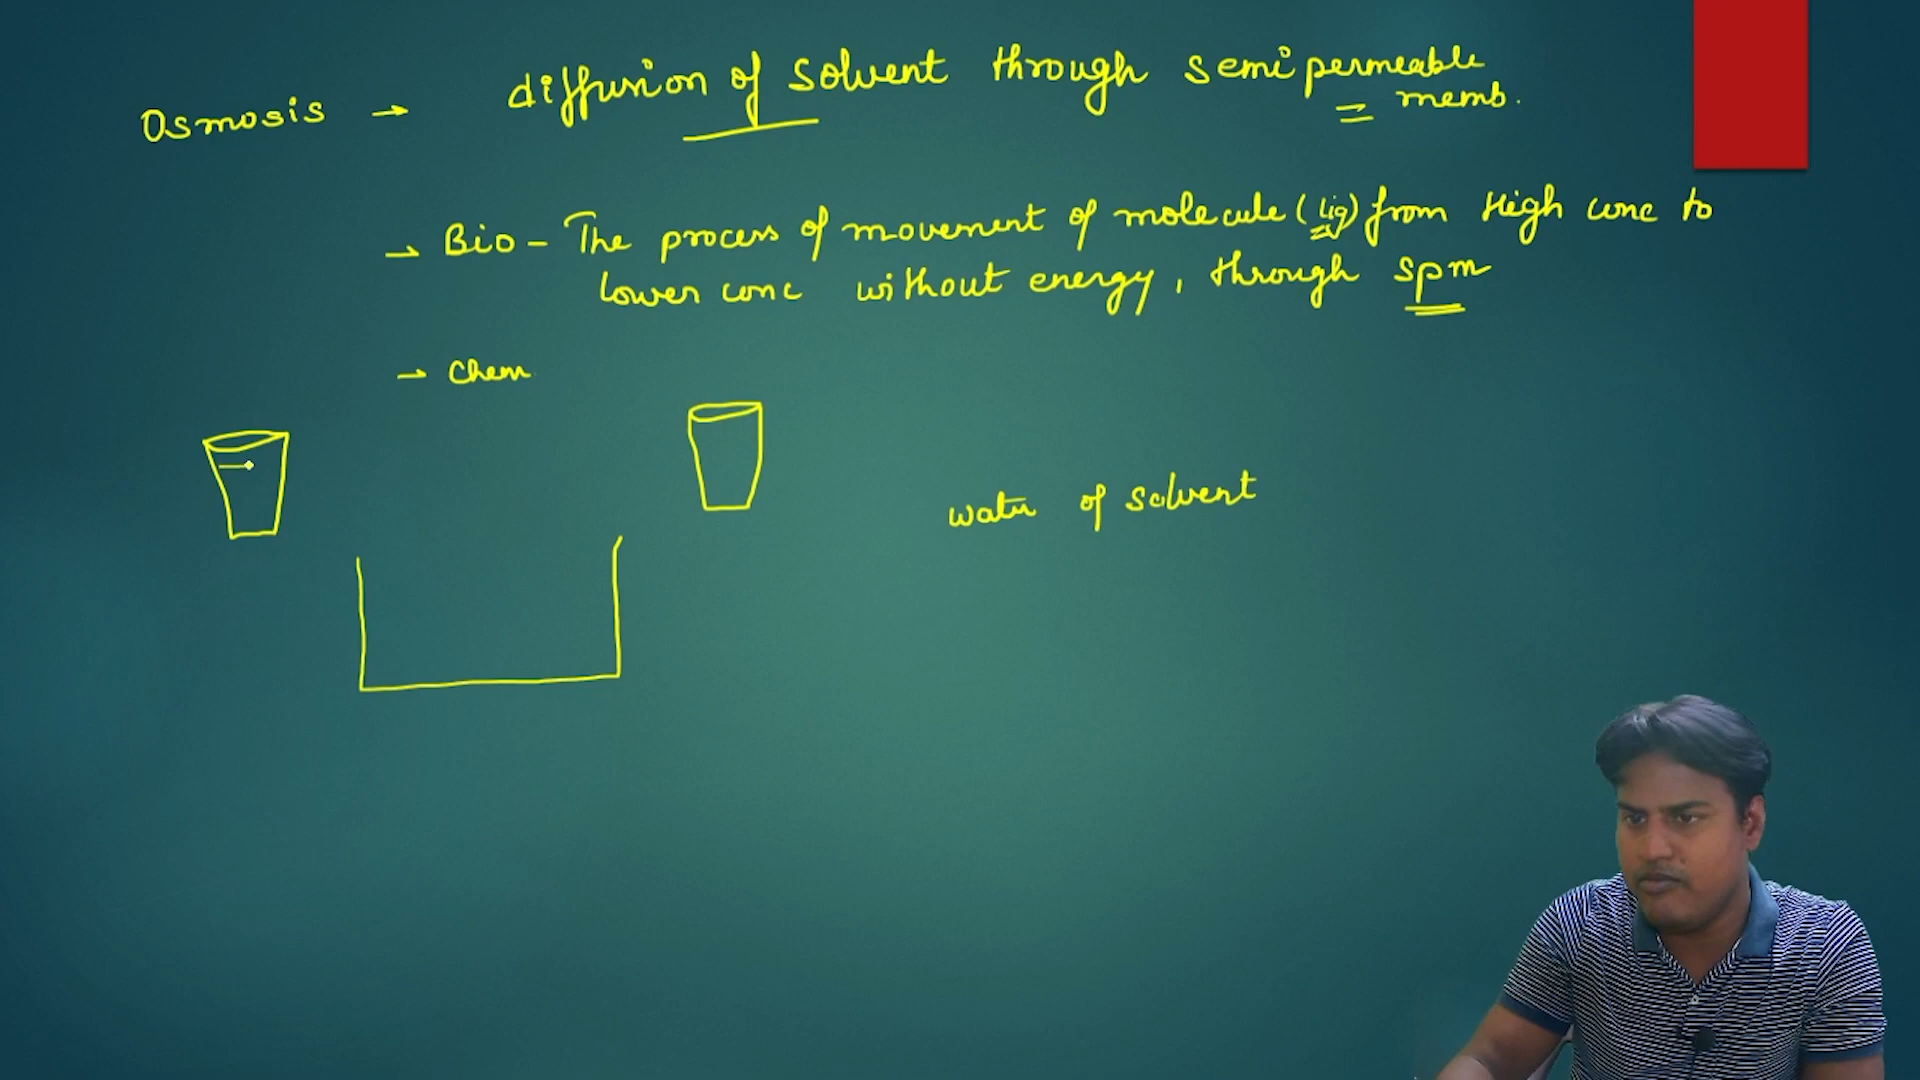 Osmosis → diffusion of solvent through semipermeable
memb.
→ Bio - The process of movement of molecule (liq) from High conc to
lower conc without energy, through spm
→ Chem
water of solvent